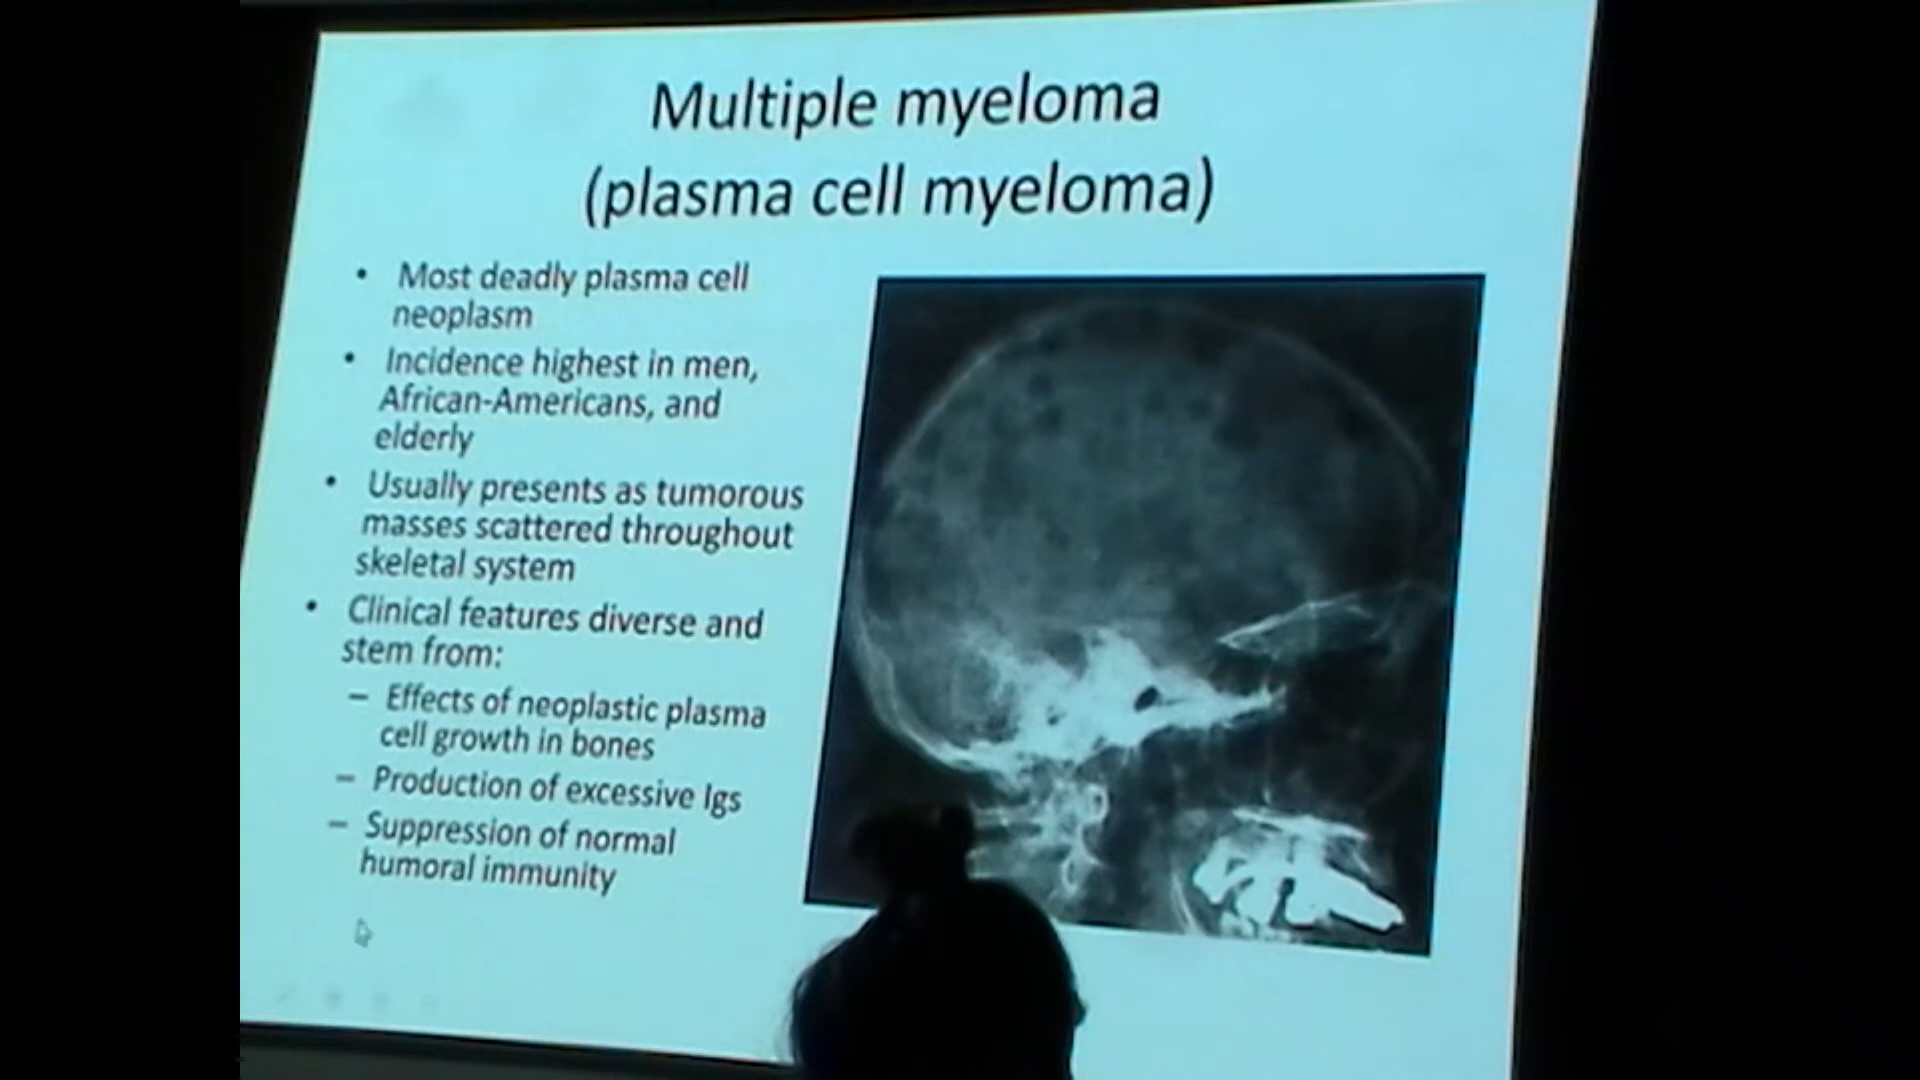 Multiple myeloma
(plasma cell myeloma)
• Most deadly plasma cell
neoplasm
• Incidence highest in men,
African-Americans, and
elderly
• Usually presents as tumorous
masses scattered throughout
skeletal system
• Clinical features diverse and
stem from:
– Effects of neoplastic plasma
cell growth in bones
– Production of excessive Igs
– Suppression of normal
humoral immunity